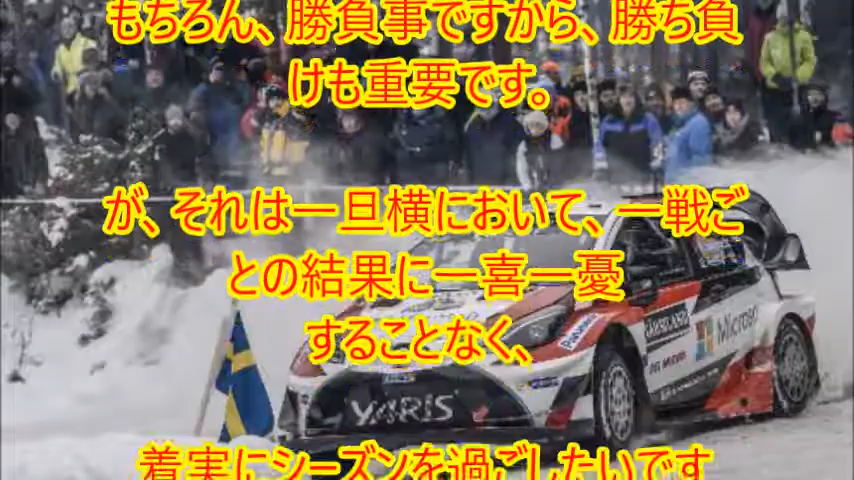 もちろん、勝負事ですから、勝ち負
けも重要です。
が、それは一旦横において、一戦ご
との結果に一喜一憂
することなく、
着実にシーズンを過ごしたいです
YARIS
Panasonic
Microsoft